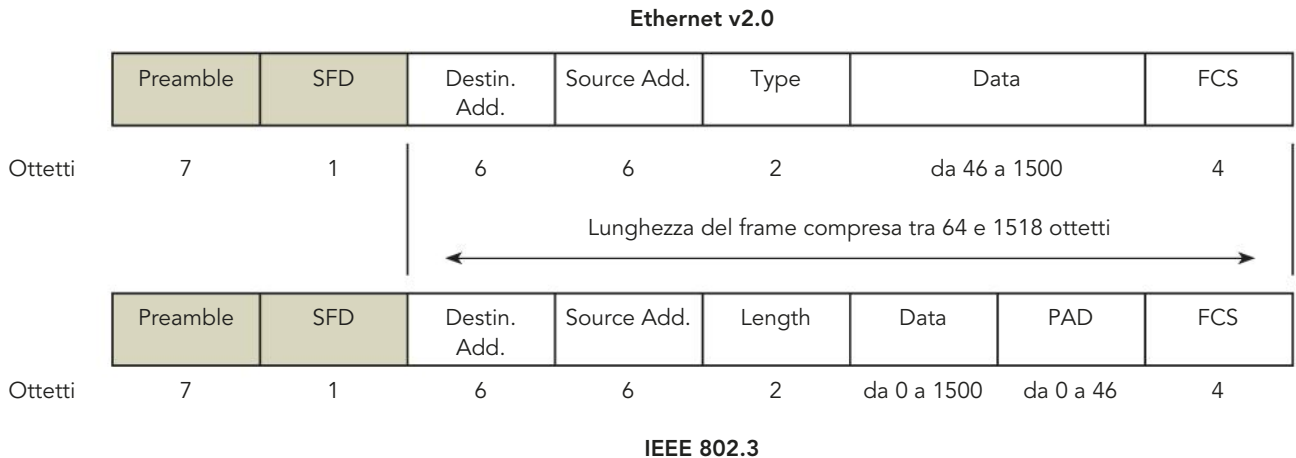 Ethernet v2.0
Preamble SFD Destin. Add. Source Add. Type Data FCS
Ottetti 7 1 6 6 2 da 46 a 1500 4
Lunghezza del frame compresa tra 64 e 1518 ottetti
Preamble SFD Destin. Add. Source Add. Length Data PAD FCS
Ottetti 7 1 6 6 2 da 0 a 1500 da 0 a 46 4
IEEE 802.3